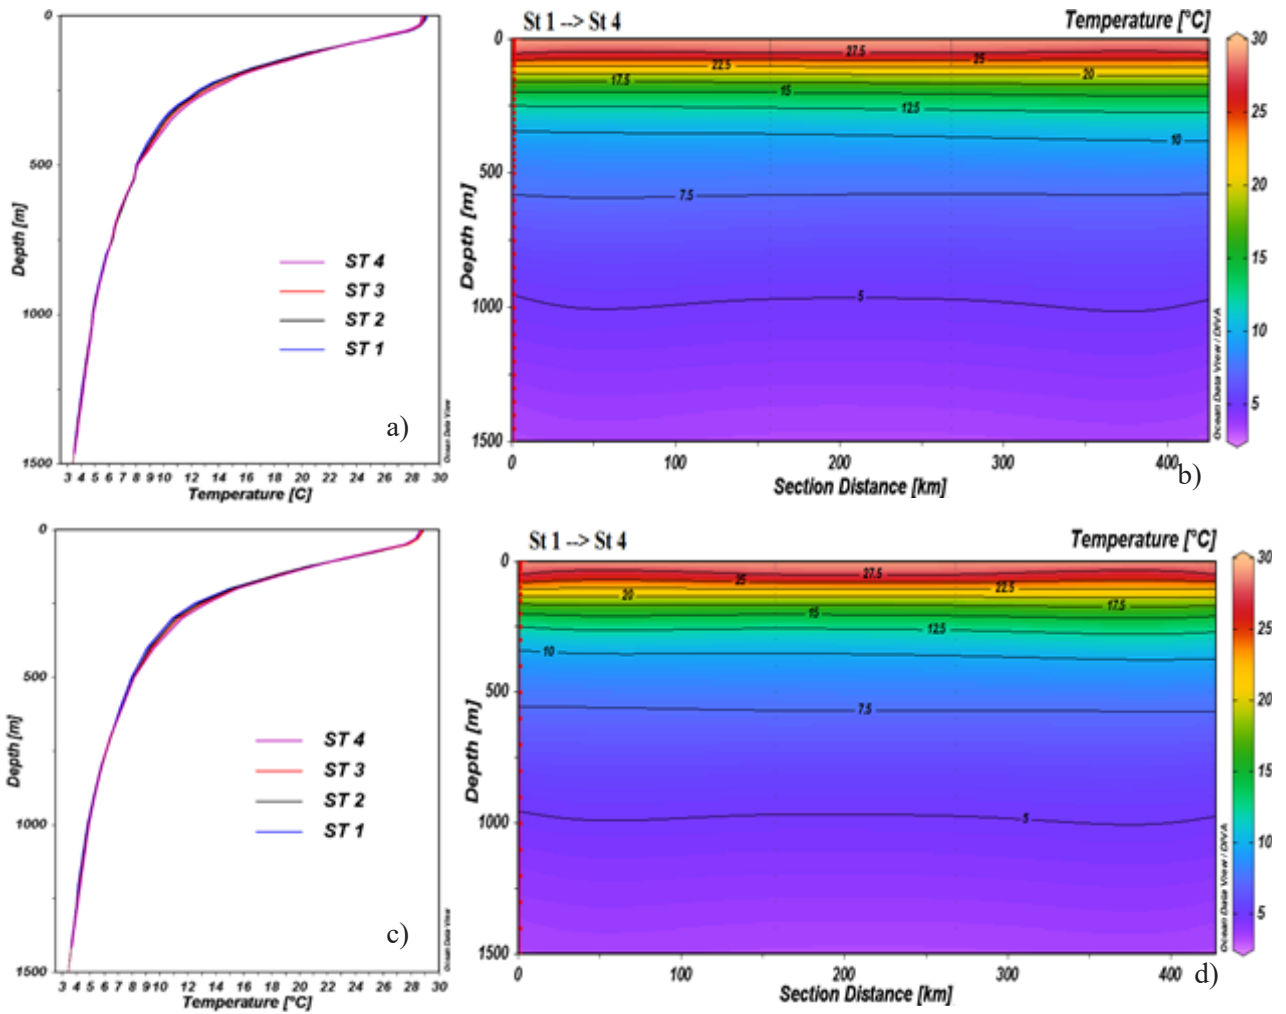 0
500
1000
1500
Depth [m]
ST 4
ST 3
ST 2
ST 1
a)
Ocean Data View
3 4 5 6 7 8 9 10 12 14 16 18 20 22 24 26 28 30
Temperature [C]
St 1 --> St 4
Temperature [°C]
0
500
1000
1500
Depth [m]
27.5
25
22.5
20
17.5
15
12.5
10
7.5
5
0 100 200 300 400
Section Distance [km]
30
25
20
15
10
5
Ocean Data View / DIVA
b)
0
500
1000
1500
Depth [m]
ST 4
ST 3
ST 2
ST 1
c)
Ocean Data View
3 4 5 6 7 8 9 10 12 14 16 18 20 22 24 26 28 30
Temperature [°C]
St 1 --> St 4
Temperature [°C]
0
500
1000
1500
Depth [m]
27.5
25
22.5
20
17.5
15
12.5
10
7.5
5
0 100 200 300 400
Section Distance [km]
30
25
20
15
10
5
Ocean Data View / DIVA
d)